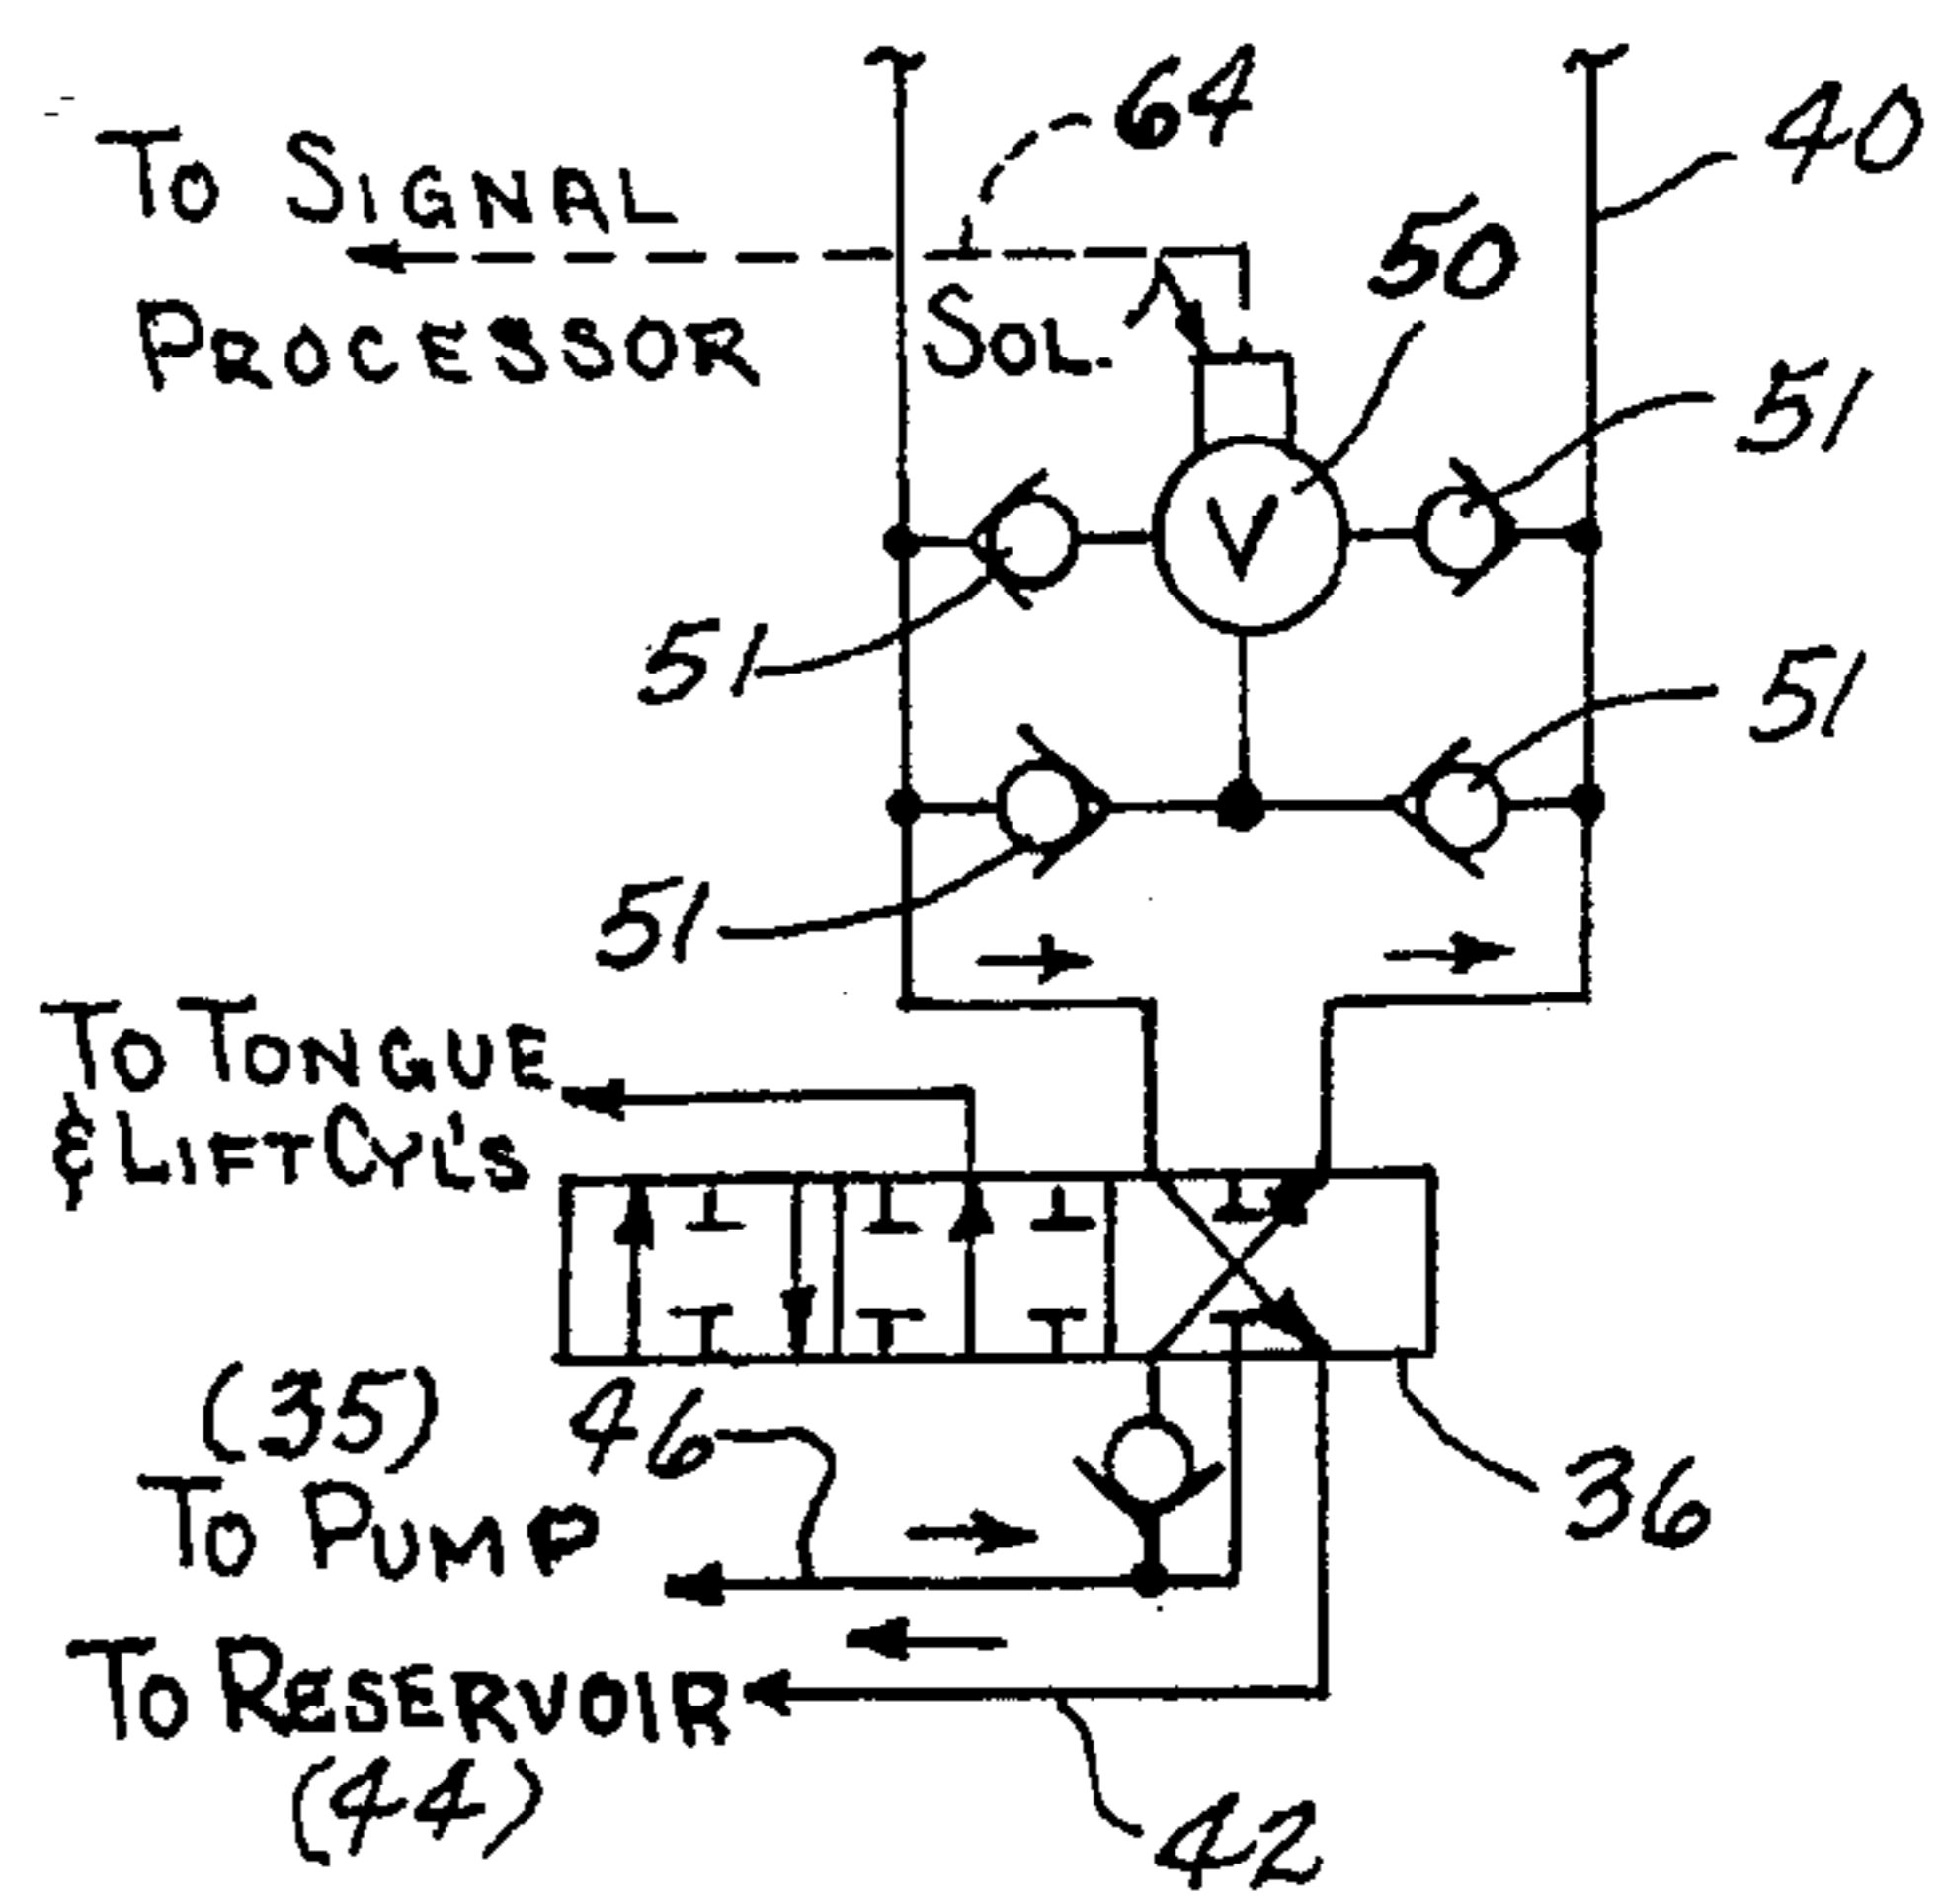 64
40
TO SIGNAL
PROCESSOR
SOL.
50
51
V
51
51
51
TO TONGUE
& LIFT CYL'S
(35)
46
TO PUMP
36
TO RESERVOIR
(44)
42